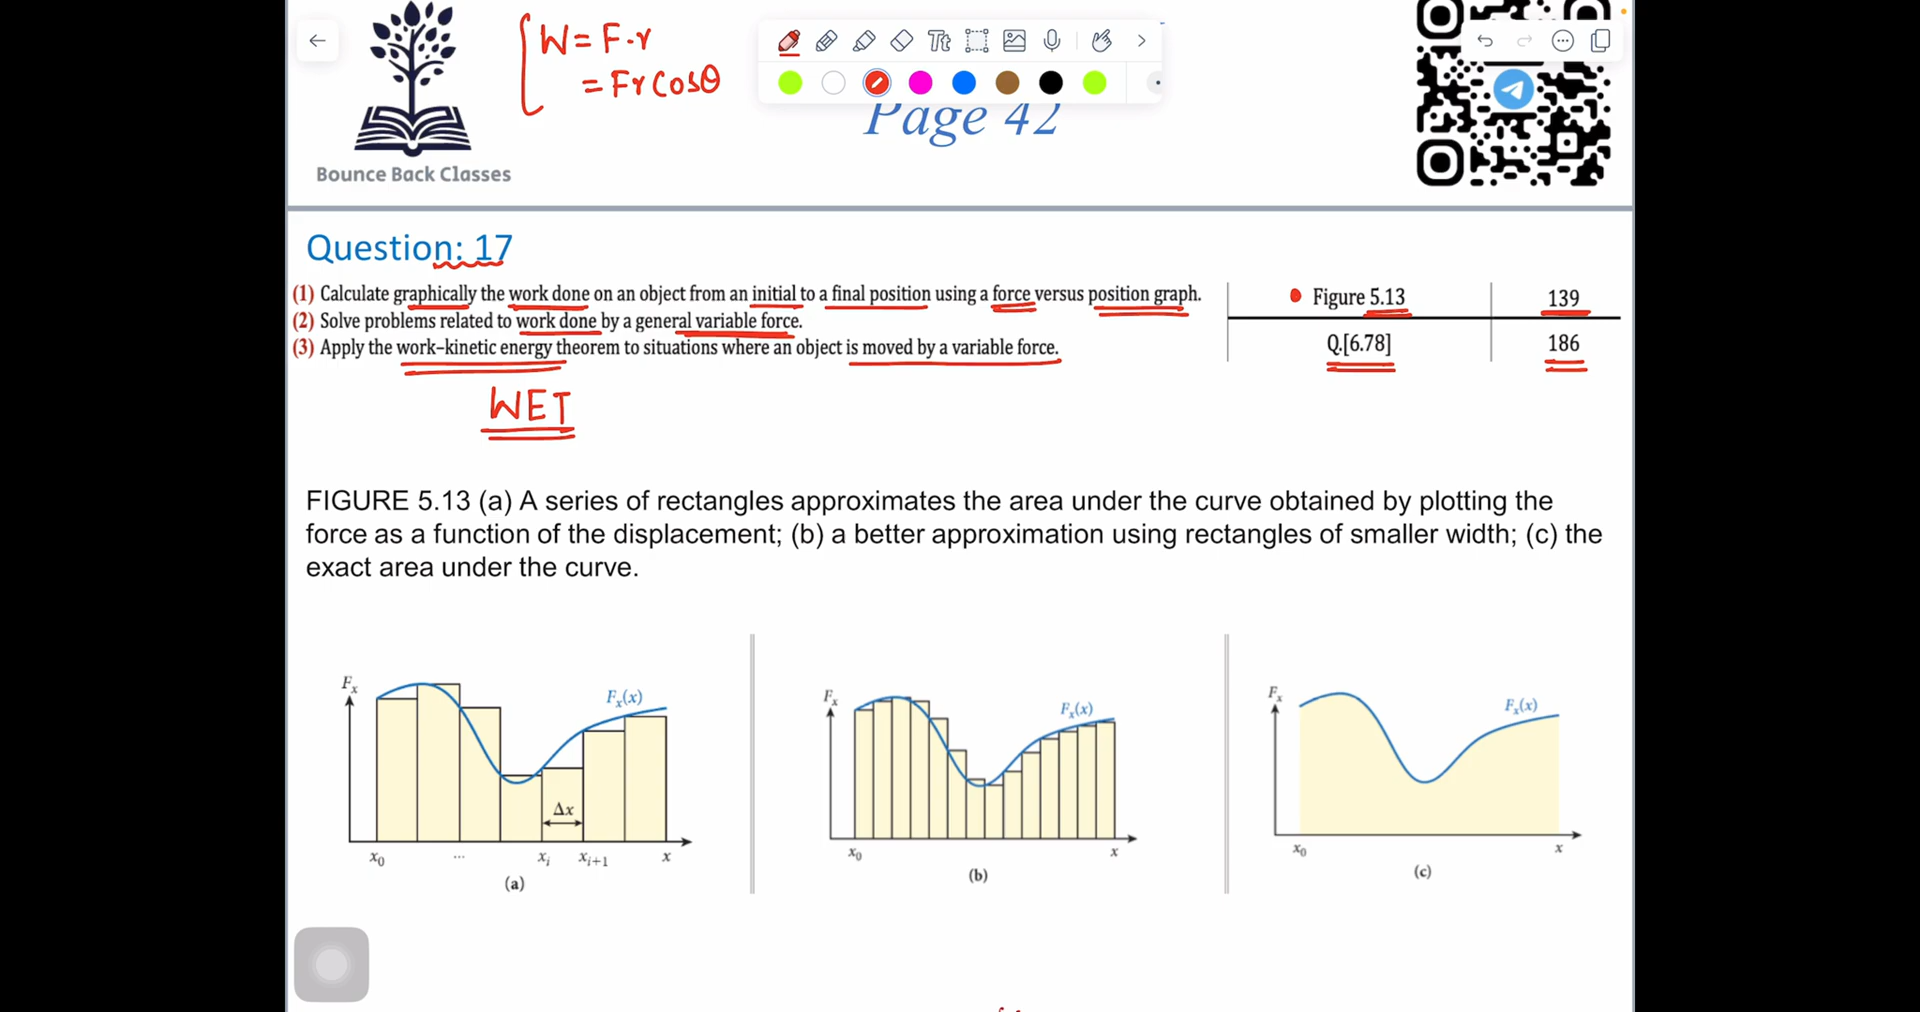 W = F·r
= Fr Cosθ
Tt
Page 42
Bounce Back Classes
Question: 17
(1) Calculate graphically the work done on an object from an initial to a final position using a force versus position graph.
Figure 5.13 139
(2) Solve problems related to work done by a general variable force.
(3) Apply the work–kinetic energy theorem to situations where an object is moved by a variable force.
Q.[6.78] 186
WET
FIGURE 5.13 (a) A series of rectangles approximates the area under the curve obtained by plotting the
force as a function of the displacement; (b) a better approximation using rectangles of smaller width; (c) the
exact area under the curve.
Fx
Fx(x)
Δx
x0 ... xi xi+1 x
(a)
Fx
Fx(x)
x0 x
(b)
Fx
Fx(x)
x0 x
(c)